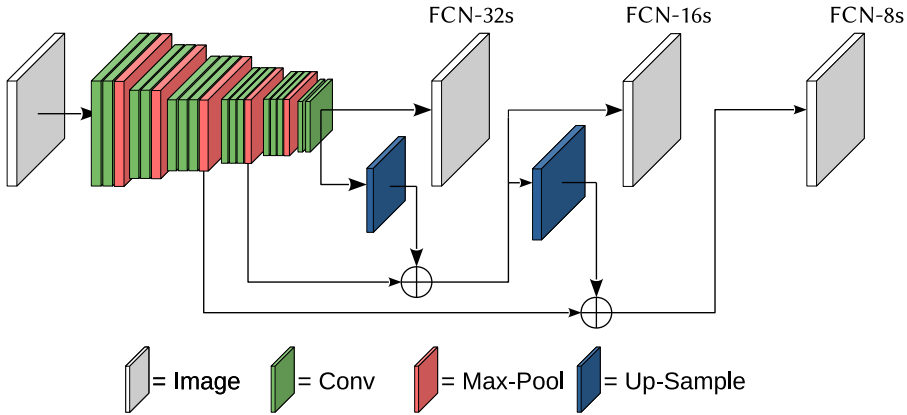 FCN-32s
FCN-16s
FCN-8s
= Image
= Conv
= Max-Pool
= Up-Sample